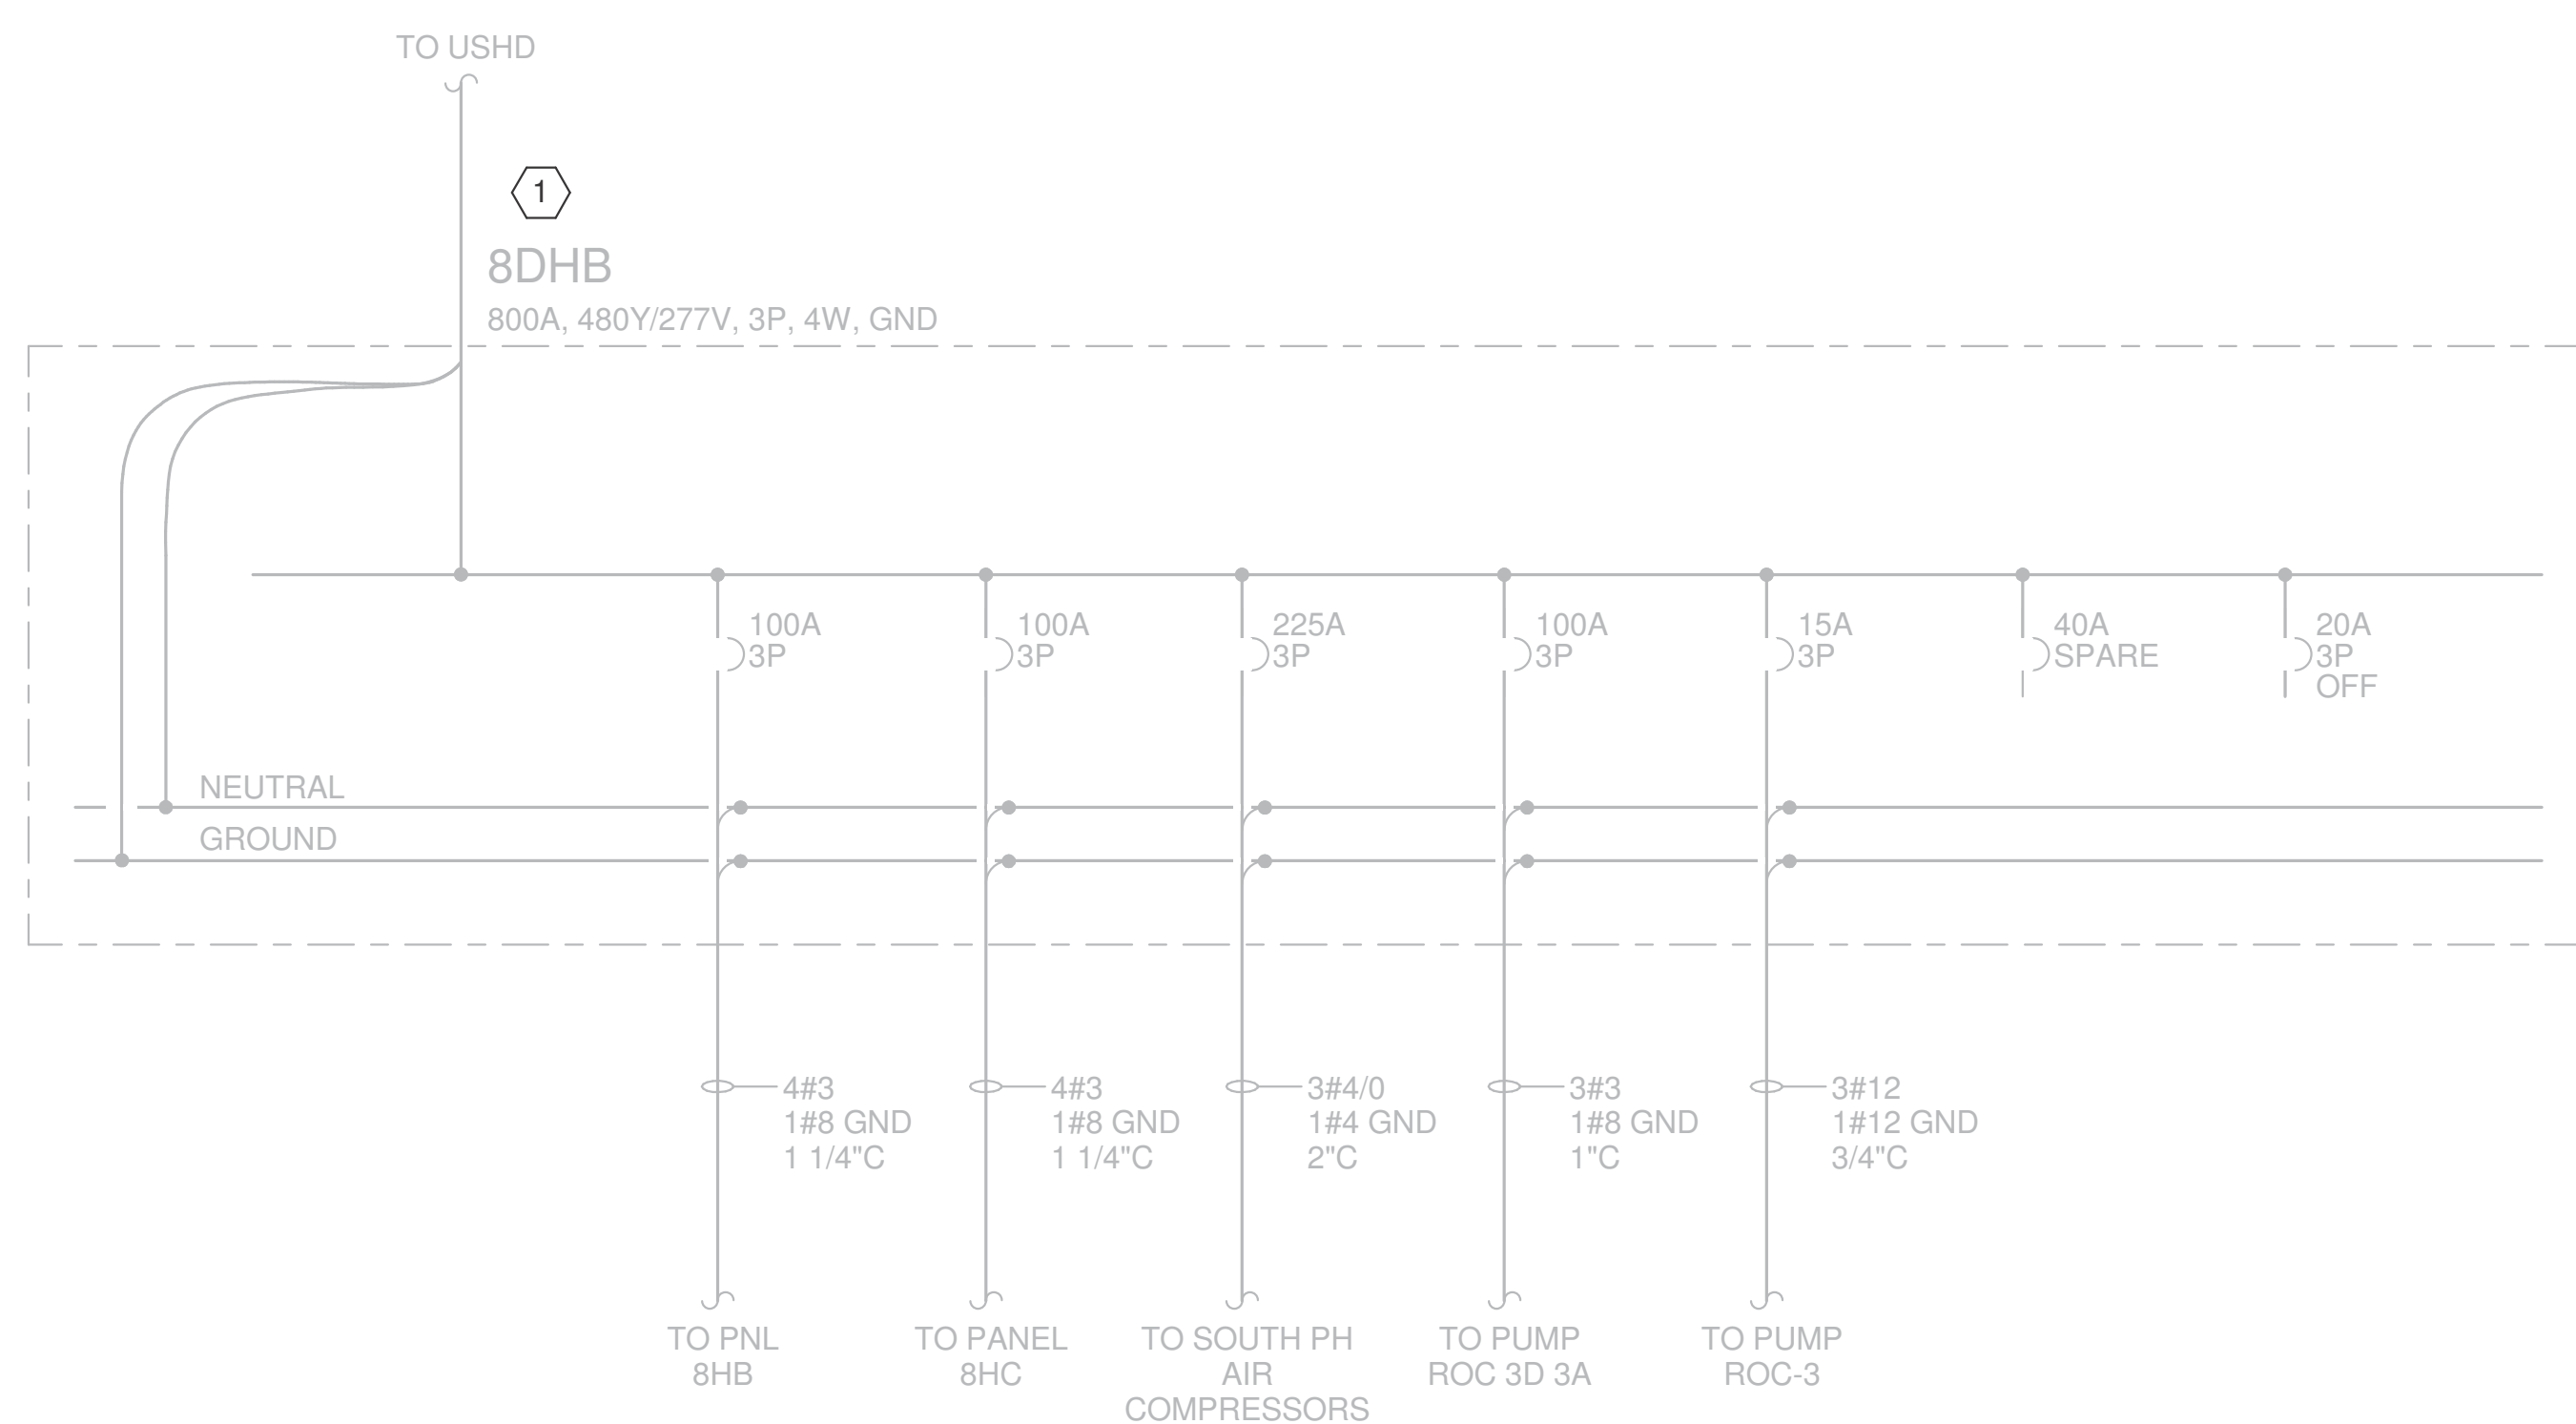 TO USHD
1
8DHB
800A, 480Y/277V, 3P, 4W, GND
100A
3P
100A
3P
225A
3P
100A
3P
15A
3P
40A
SPARE
20A
3P
OFF
NEUTRAL
GROUND
4#3
1#8 GND
1 1/4"C
4#3
1#8 GND
1 1/4"C
3#4/0
1#4 GND
2"C
3#3
1#8 GND
1"C
3#12
1#12 GND
3/4"C
TO PNL
8HB
TO PANEL
8HC
TO SOUTH PH
AIR
COMPRESSORS
TO PUMP
ROC 3D 3A
TO PUMP
ROC-3